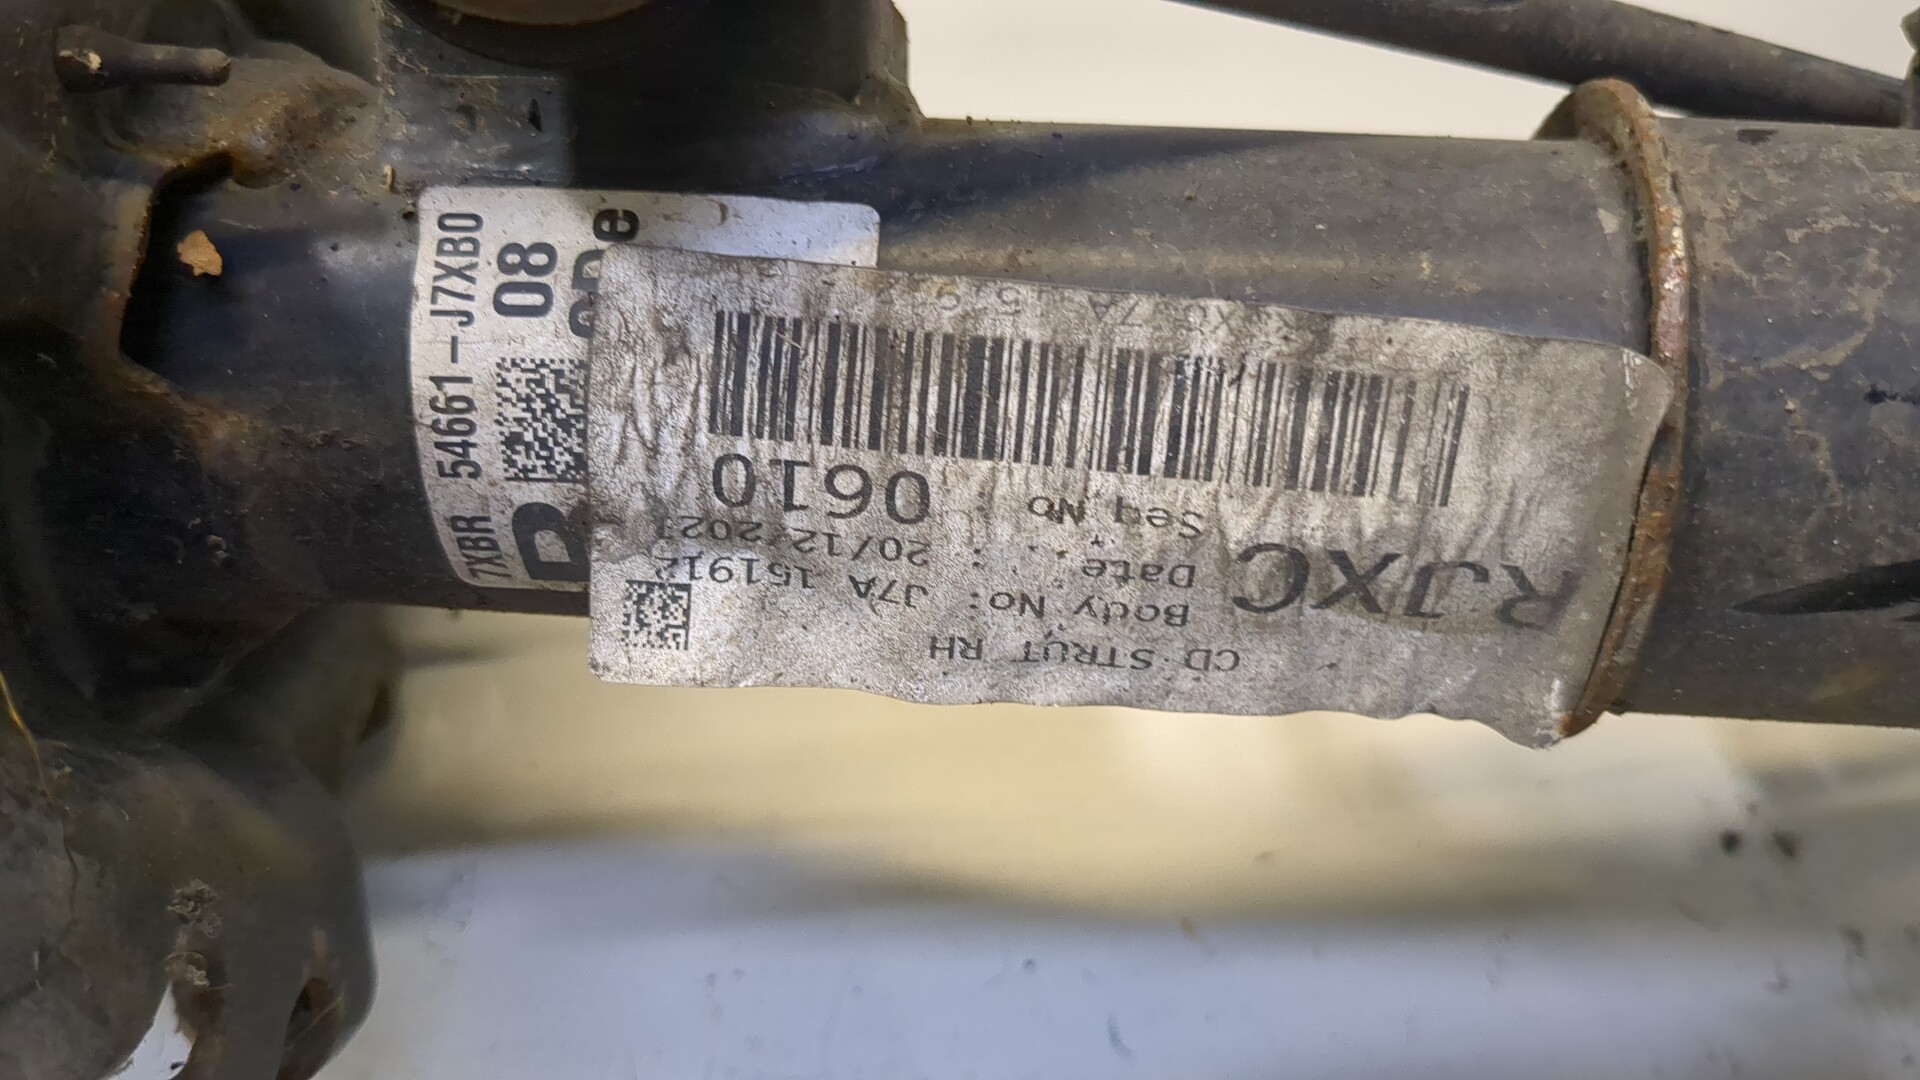 7XBR 54661-J7XB0
08
CD STRUT RH
RJXC
Body No: J7A 151912
Date : 20/12/2021
Seq.No : 0610